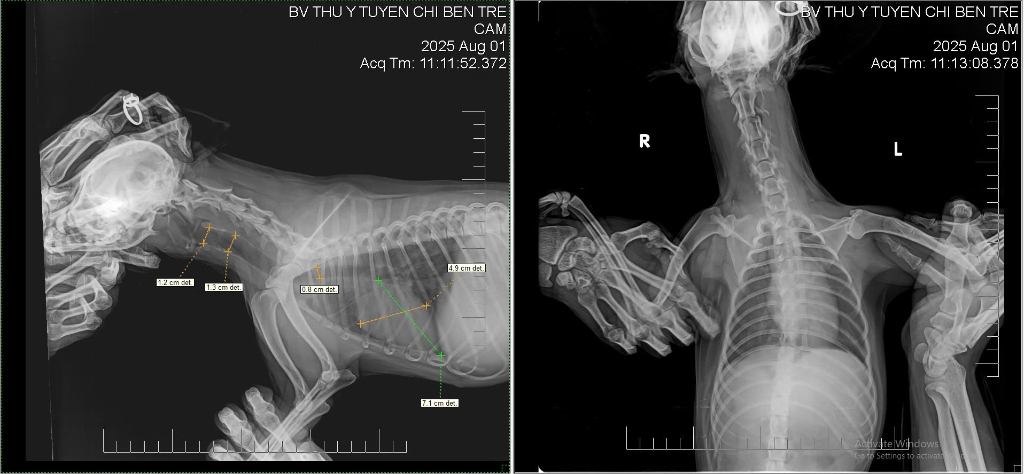 BV THU Y TUYEN CHI BEN TRE
CAM
2025 Aug 01
Acq Tm: 11:11:52.372
4.9 cm det.
1.2 cm det.
1.3 cm det.
0.8 cm det.
7.1 cm det.
BV THU Y TUYEN CHI BEN TRE
CAM
2025 Aug 01
Acq Tm: 11:13:08.378
R
L
Activate Windows
Go to Settings to activate